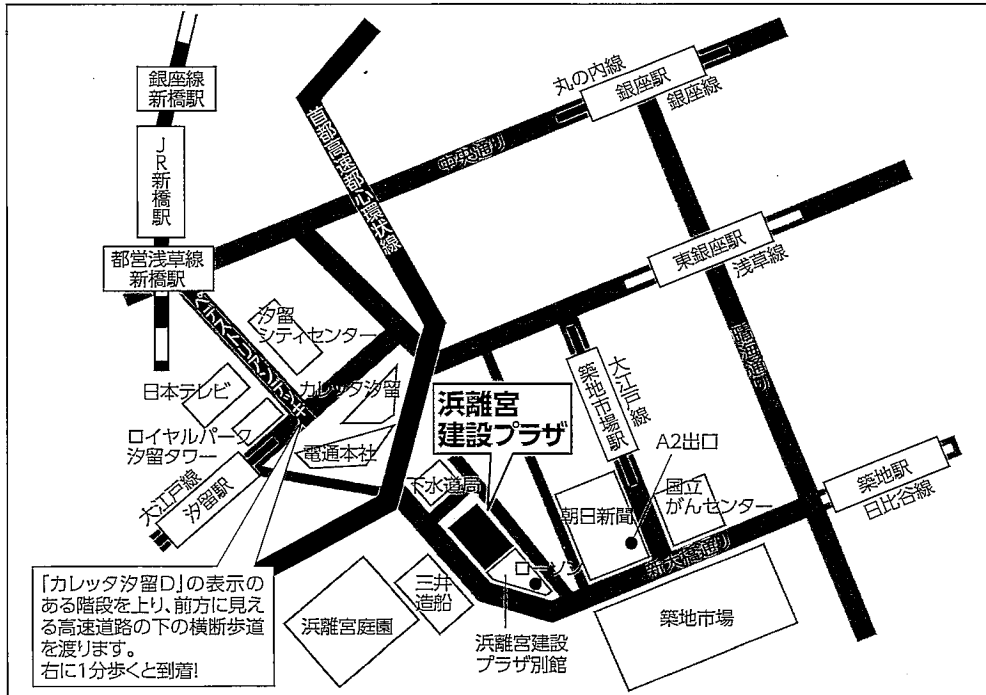 銀座線
新橋駅
JR新橋駅
都営浅草線
新橋駅
首都高速都心環状線
丸の内線
銀座駅
銀座線
中央通り
東銀座駅
浅草線
晴海通り
汐留
シティセンター
日本テレビ
カレッタ汐留
ロイヤルパーク
汐留タワー
電通本社
大江戸線
汐留駅
浜離宮
建設プラザ
下水道局
大江戸線
築地市場駅
A2出口
朝日新聞
国立
がんセンター
築地駅
日比谷線
新大橋通り
ローソン
三井
造船
浜離宮庭園
浜離宮建設
プラザ別館
築地市場
「カレッタ汐留D」の表示の
ある階段を上り、前方に見え
る高速道路の下の横断歩道
を渡ります。
右に1分歩くと到着!